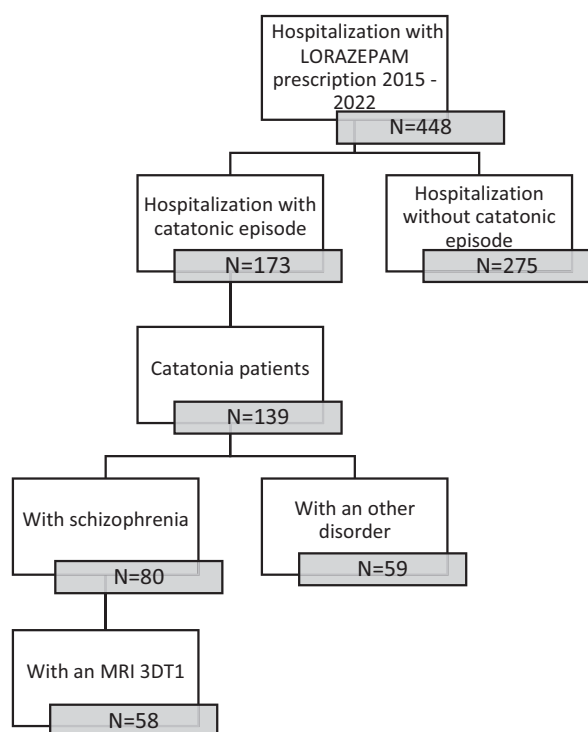 Hospitalization with
LORAZEPAM
prescription 2015 -
2022
N=448
Hospitalization with
catatonic episode
N=173
Hospitalization
without catatonic
episode
N=275
Catatonia patients
N=139
With schizophrenia
N=80
With an other
disorder
N=59
With an MRI 3DT1
N=58